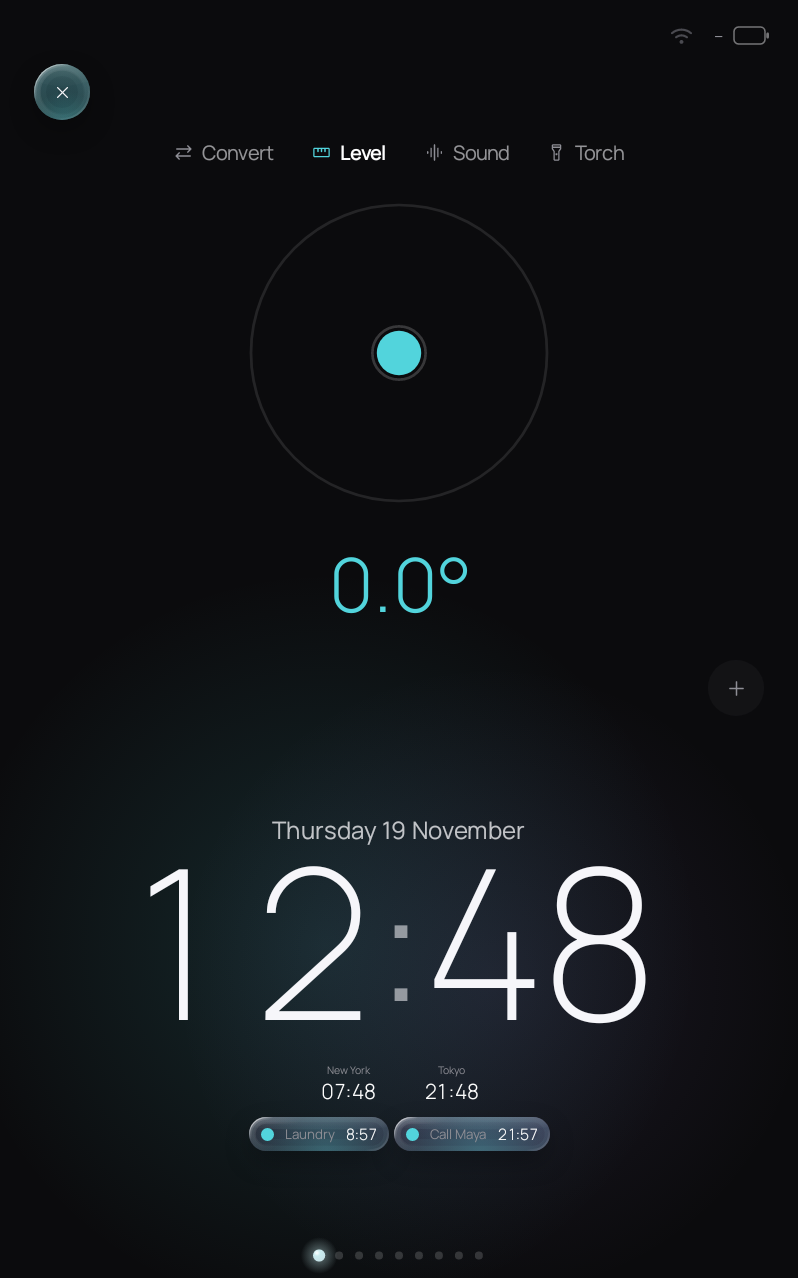 –
Convert Level Sound Torch
0.0°
Thursday 19 November
12:48
New York Tokyo
07:48 21:48
Laundry 8:57 Call Maya 21:57